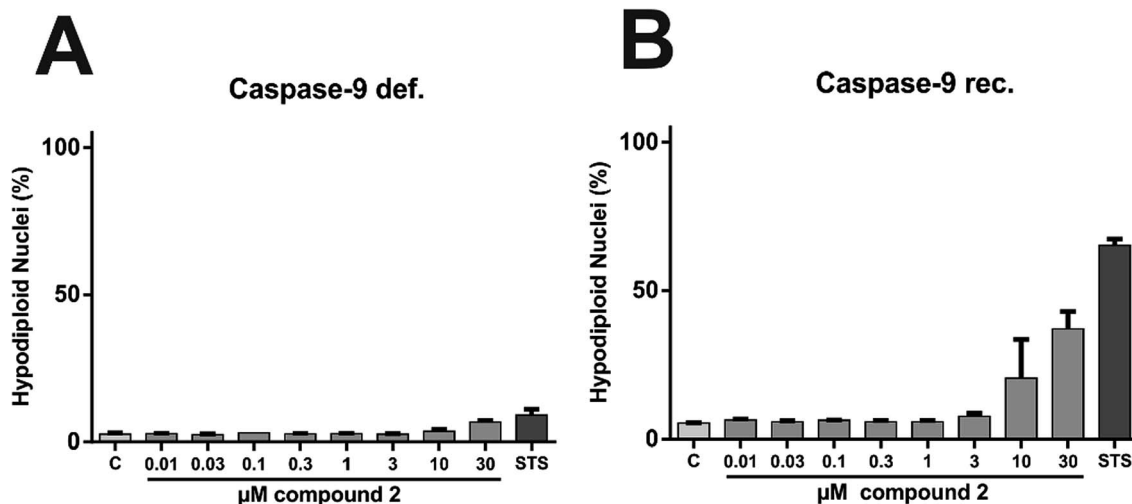 A
Caspase-9 def.
Hypodiploid Nuclei (%)
100
50
0
C 0.01 0.03 0.1 0.3 1 3 10 30 STS
µM compound 2
B
Caspase-9 rec.
Hypodiploid Nuclei (%)
100
50
0
C 0.01 0.03 0.1 0.3 1 3 10 30 STS
µM compound 2